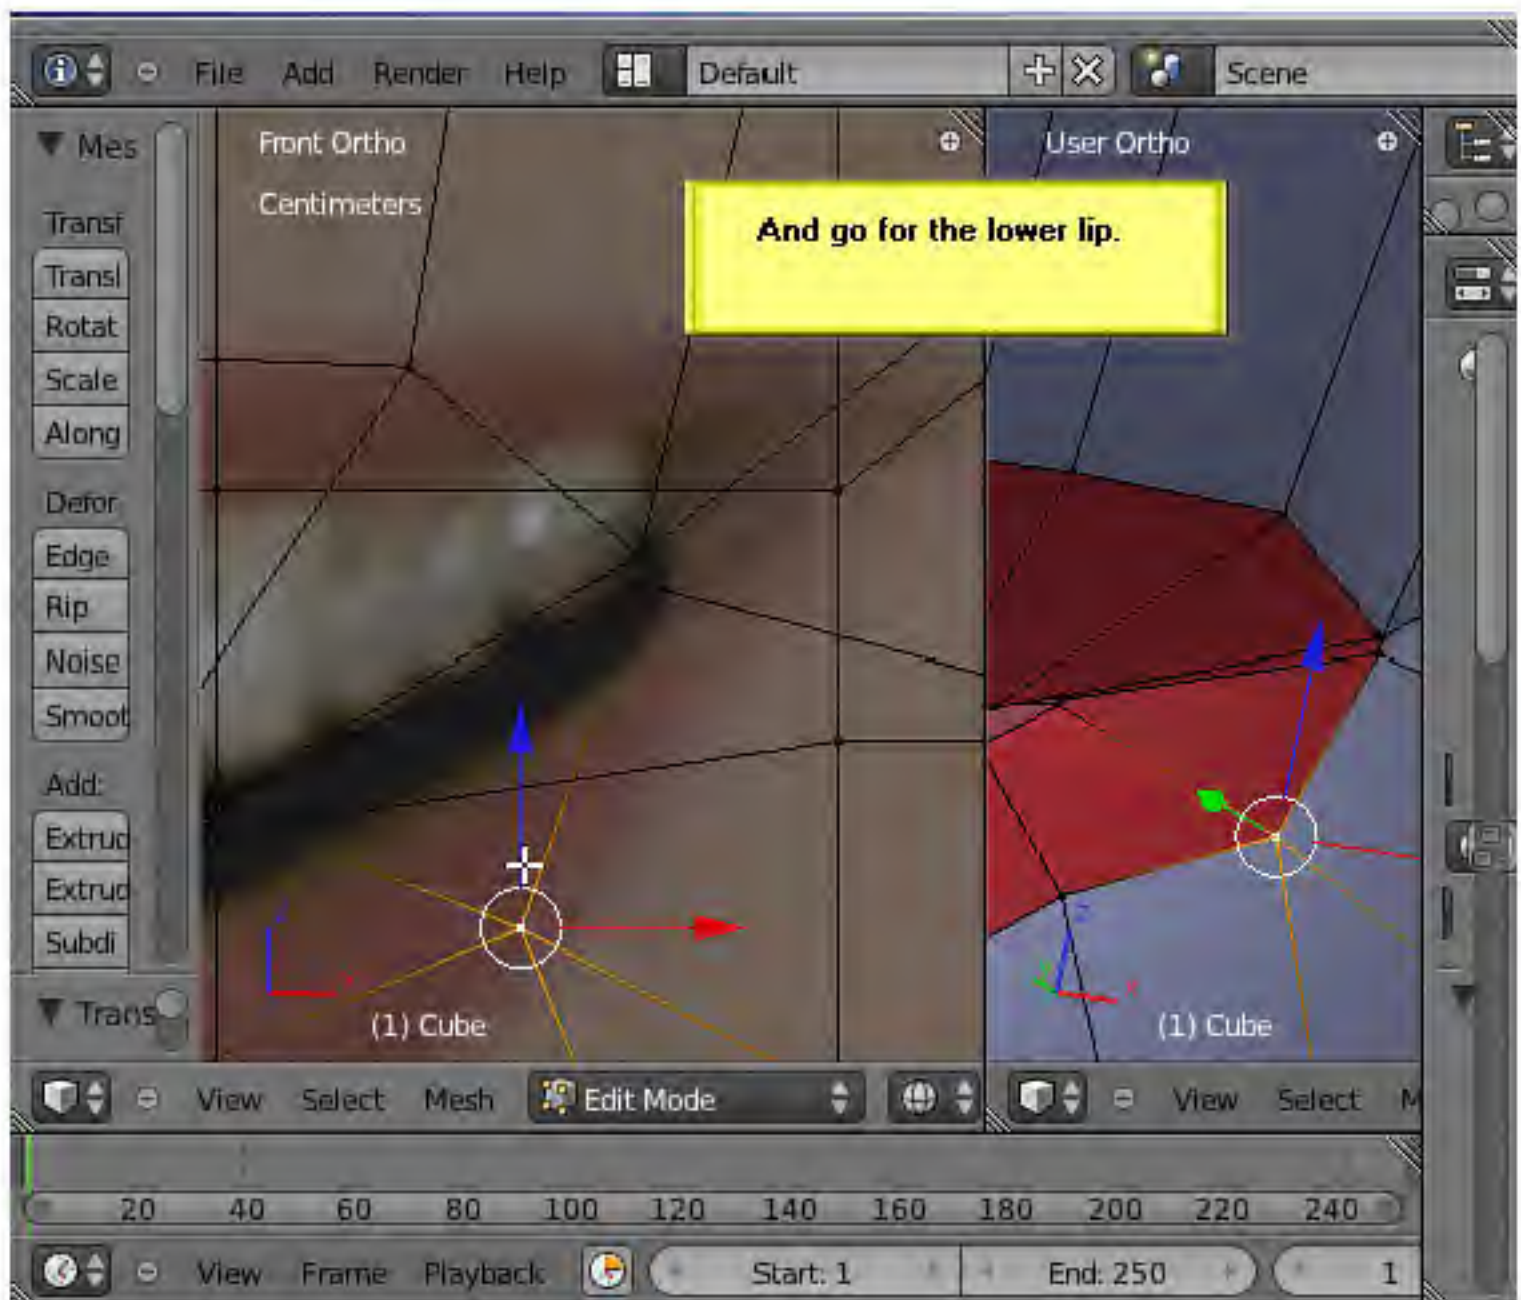 File Add Render Help Default Scene
Mes
Transf
Transl
Rotat
Scale
Along
Defor
Edge
Rip
Noise
Smoot
Add:
Extrud
Extrud
Subdi
Trans
Front Ortho
Centimeters
User Ortho
And go for the lower lip.
(1) Cube
(1) Cube
View Select Mesh Edit Mode
View Select M
20 40 60 80 100 120 140 160 180 200 220 240
View Frame Playback Start: 1 End: 250 1